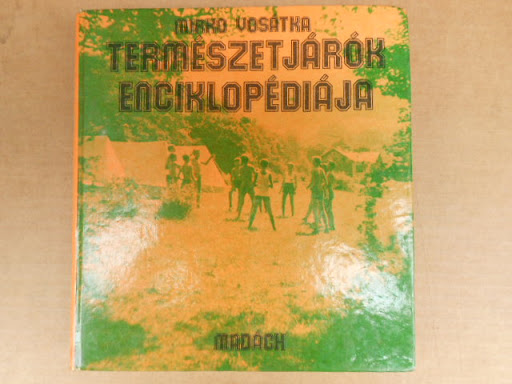 MIRKO VOSÁTKA
TERMÉSZETJÁRÓK
ENCIKLOPÉDIÁJA
MADÁCH